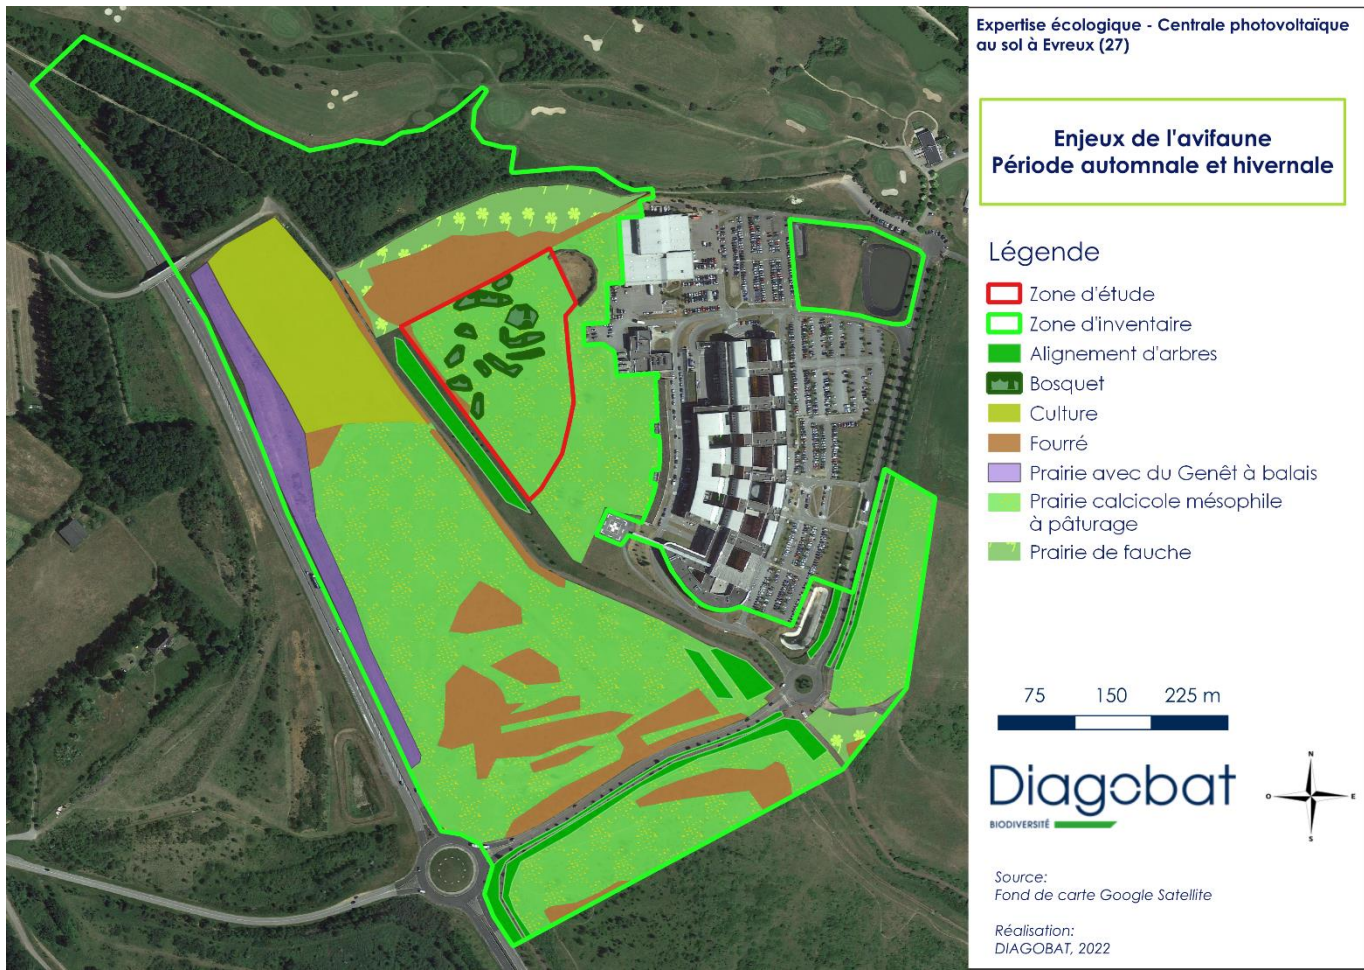 Expertise écologique - Centrale photovoltaïque
au sol à Evreux (27)
Enjeux de l'avifaune
Période automnale et hivernale
Légende
Zone d'étude
Zone d'inventaire
Alignement d'arbres
Bosquet
Culture
Fourré
Prairie avec du Genêt à balais
Prairie calcicole mésophile
à pâturage
Prairie de fauche
75 150 225 m
Diagobat
BIODIVERSITÉ
N
O E
S
Source:
Fond de carte Google Satellite
Réalisation:
DIAGOBAT, 2022